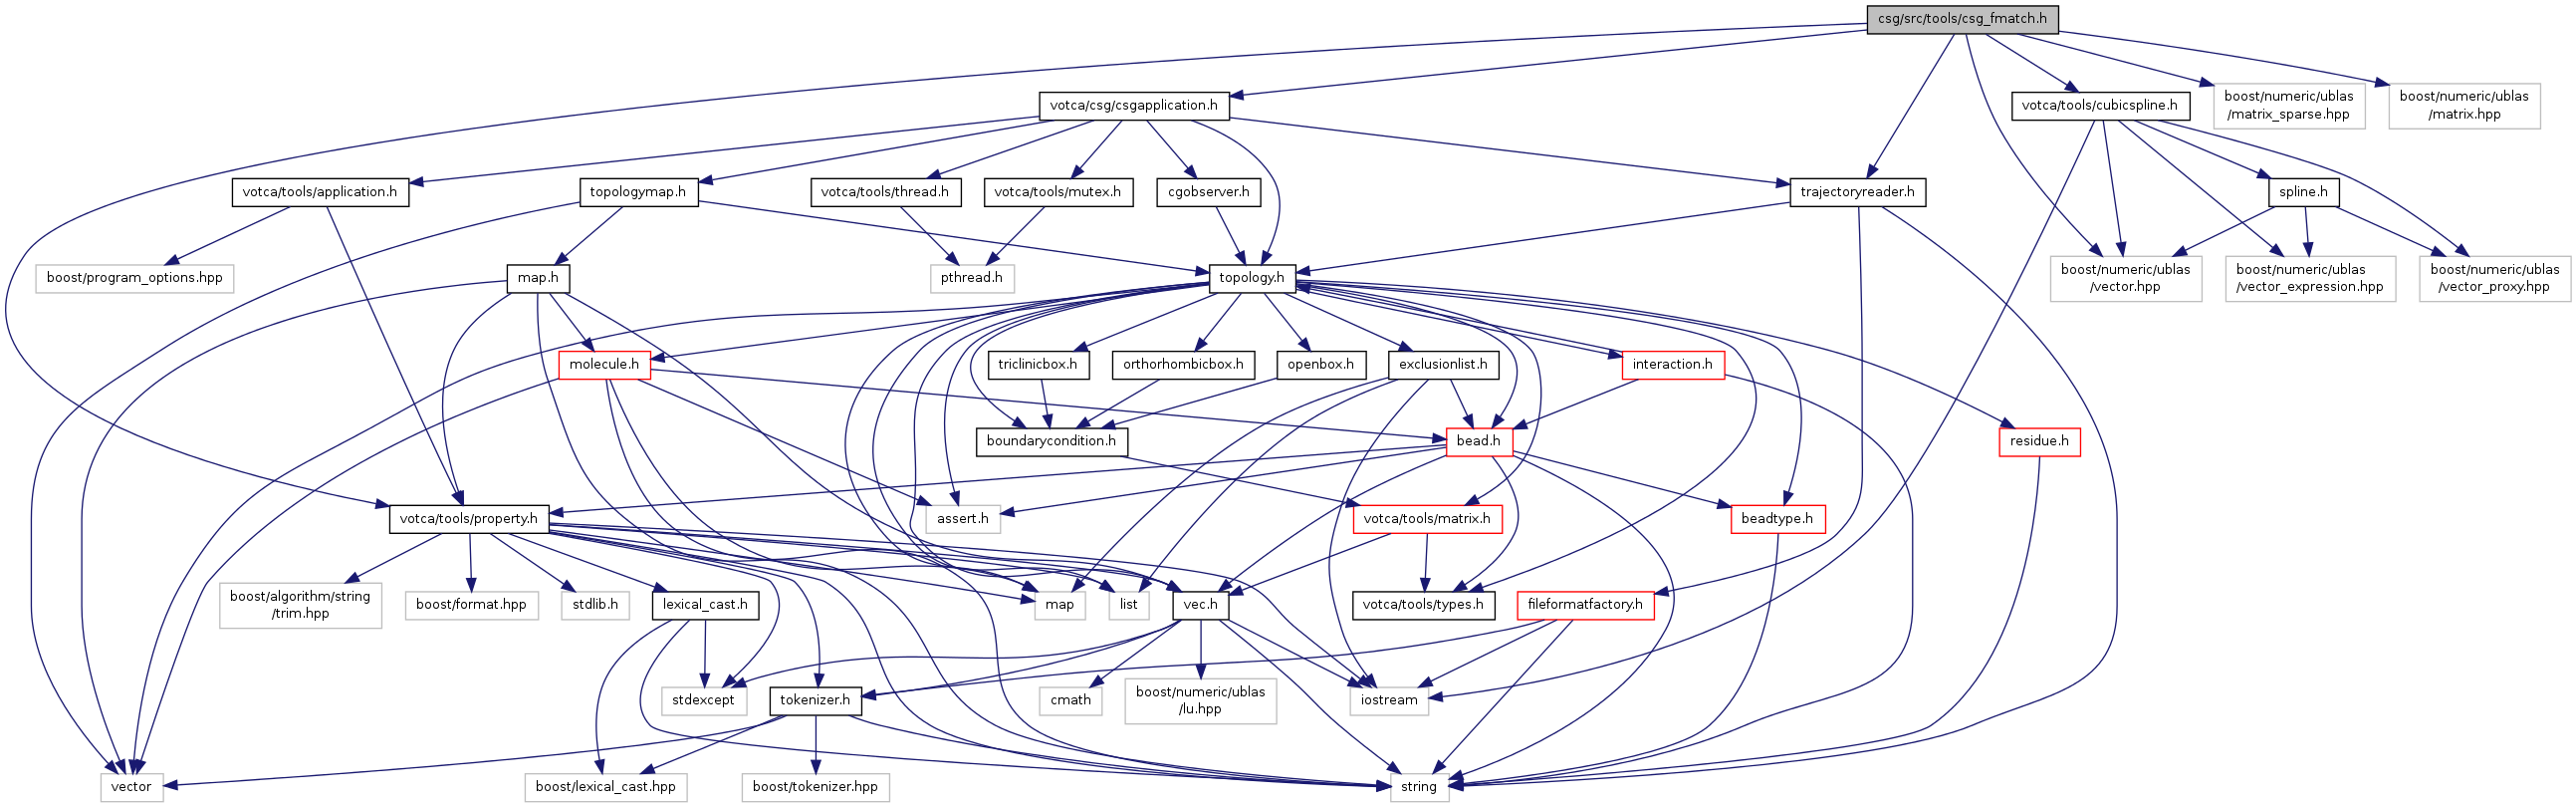 csg/src/tools/csg_fmatch.h
votca/csg/csgapplication.h
votca/tools/cubicspline.h
boost/numeric/ublas
/matrix_sparse.hpp
boost/numeric/ublas
/matrix.hpp
votca/tools/application.h
topologymap.h
votca/tools/thread.h
votca/tools/mutex.h
cgobserver.h
trajectoryreader.h
spline.h
boost/program_options.hpp
map.h
pthread.h
topology.h
boost/numeric/ublas
/vector.hpp
boost/numeric/ublas
/vector_expression.hpp
boost/numeric/ublas
/vector_proxy.hpp
molecule.h
triclinicbox.h
orthorhombicbox.h
openbox.h
exclusionlist.h
interaction.h
boundarycondition.h
bead.h
residue.h
votca/tools/property.h
assert.h
votca/tools/matrix.h
beadtype.h
boost/algorithm/string
/trim.hpp
boost/format.hpp
stdlib.h
lexical_cast.h
map
list
vec.h
votca/tools/types.h
fileformatfactory.h
stdexcept
tokenizer.h
cmath
boost/numeric/ublas
/lu.hpp
iostream
vector
boost/lexical_cast.hpp
boost/tokenizer.hpp
string